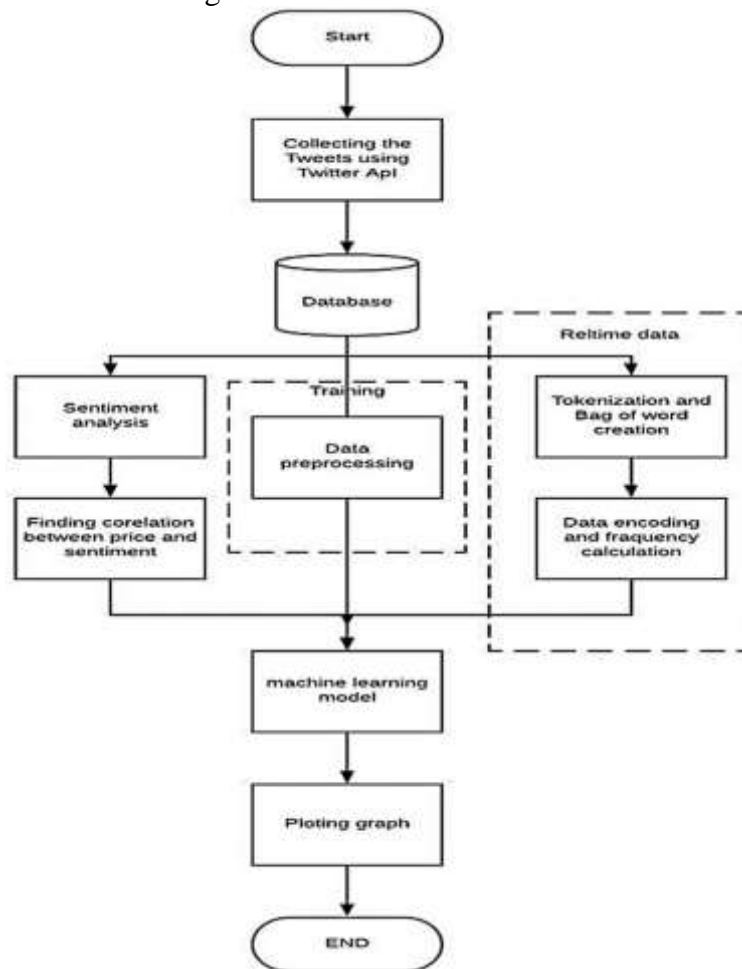 Start
Collecting the
Tweets using
Twitter ApI
Database
Reltime data
Sentiment
analysis
Training
Data
preprocessing
Tokenization and
Bag of word
creation
Finding corelation
between price and
sentiment
Data encoding
and fraquency
calculation
machine learning
model
Ploting graph
END